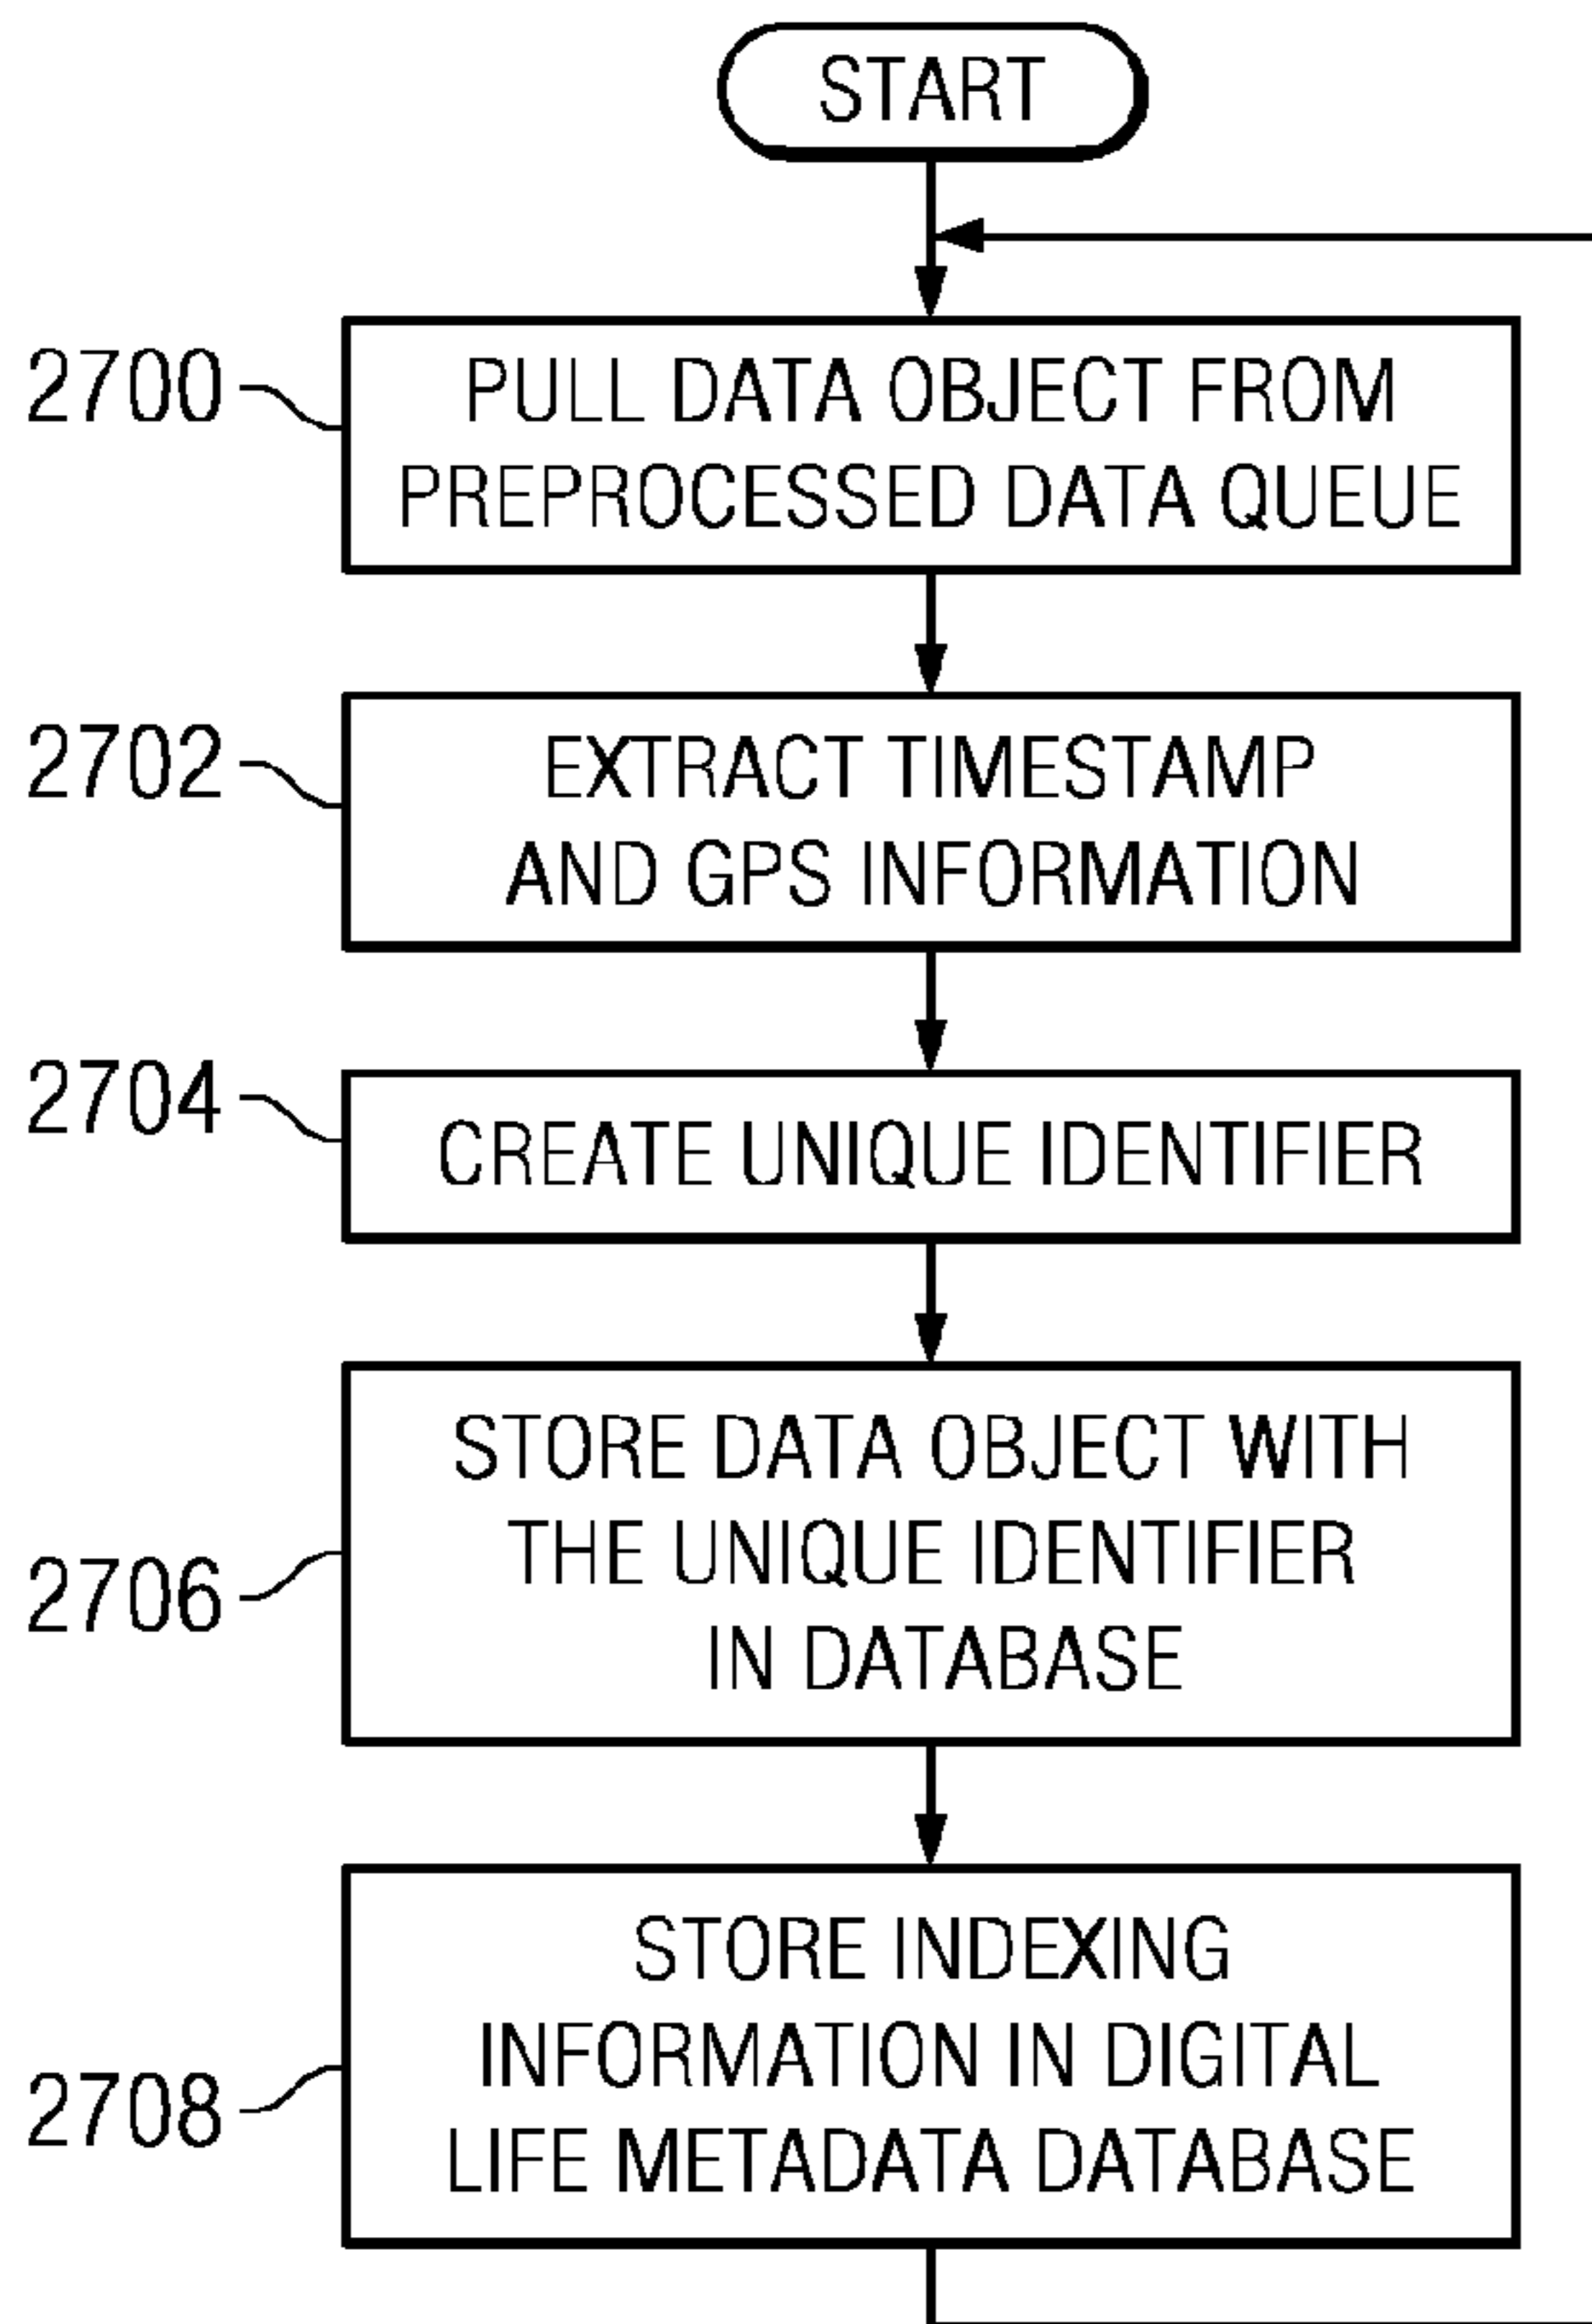 START
2700
PULL DATA OBJECT FROM
PREPROCESSED DATA QUEUE
2702
EXTRACT TIMESTAMP
AND GPS INFORMATION
2704
CREATE UNIQUE IDENTIFIER
2706
STORE DATA OBJECT WITH
THE UNIQUE IDENTIFIER
IN DATABASE
2708
STORE INDEXING
INFORMATION IN DIGITAL
LIFE METADATA DATABASE